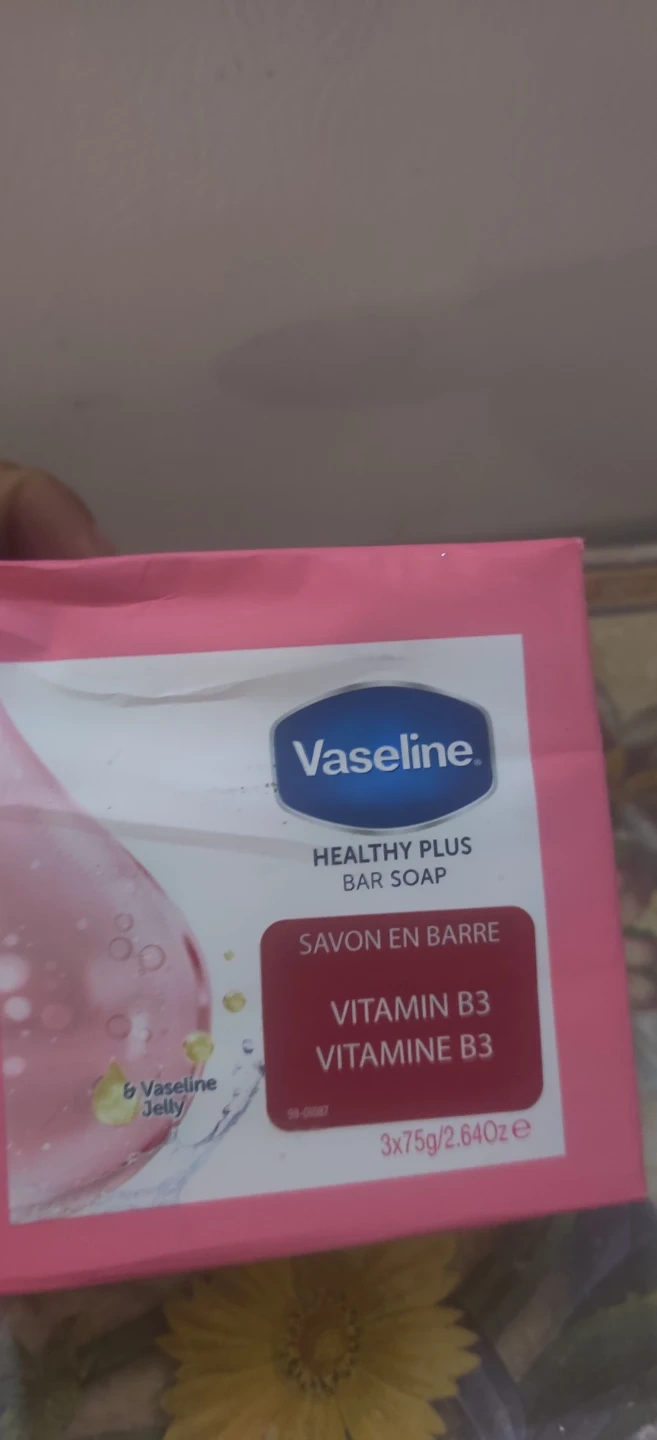 Vaseline
HEALTHY PLUS
BAR SOAP
SAVON EN BARRE
VITAMIN B3
VITAMINE B3
& Vaseline
Jelly
3x75g/2.64Oz e